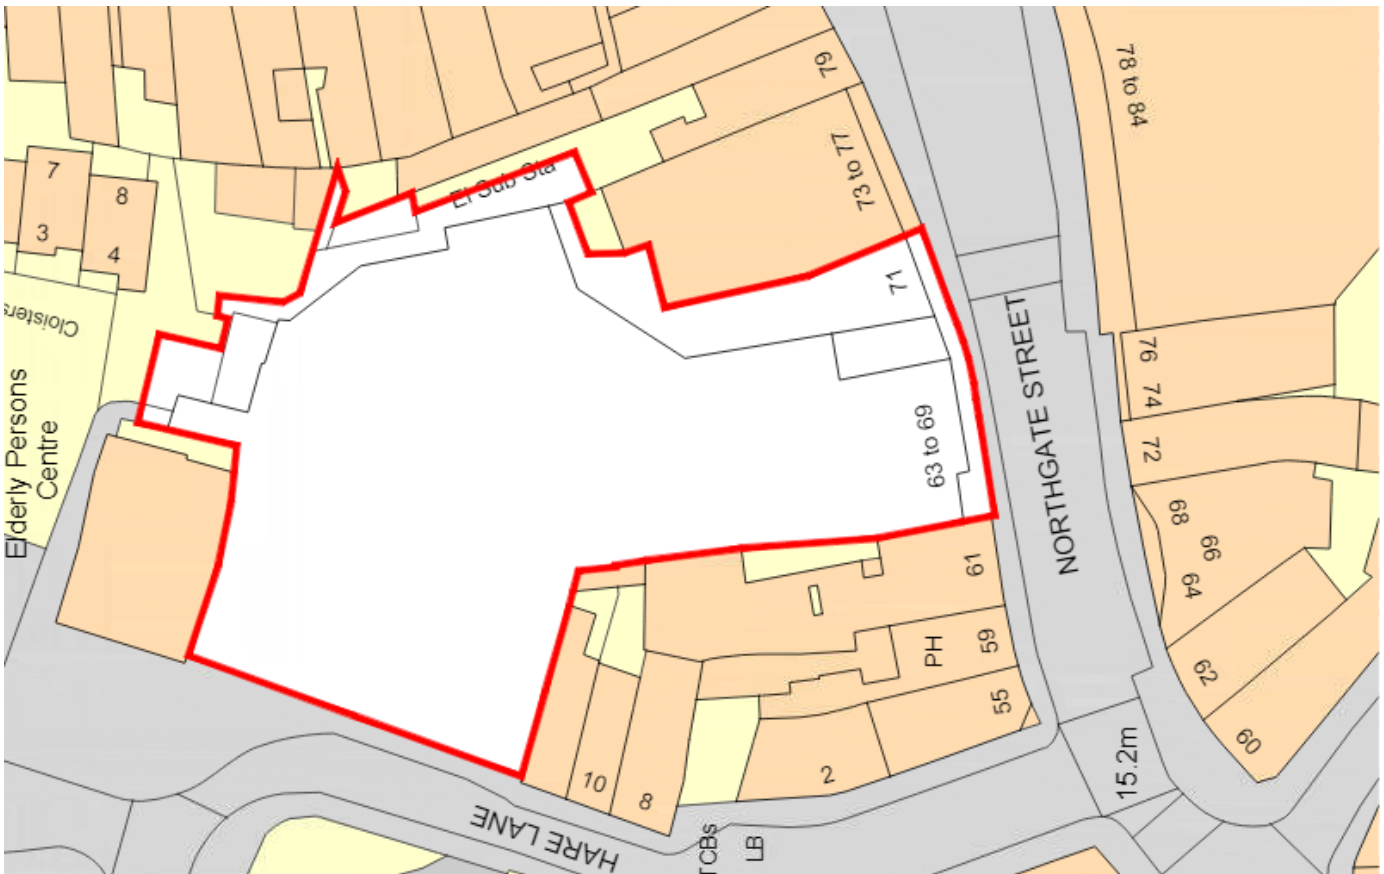 79
78 to 84
73 to 77
El Sub Sta
7
8
3
4
71
Cloisters
NORTHGATE STREET
76
74
Elderly Persons
Centre
63 to 69
72
68
66
64
61
59
PH
62
55
60
15.2m
2
10
8
HARE LANE
TCBs
LB